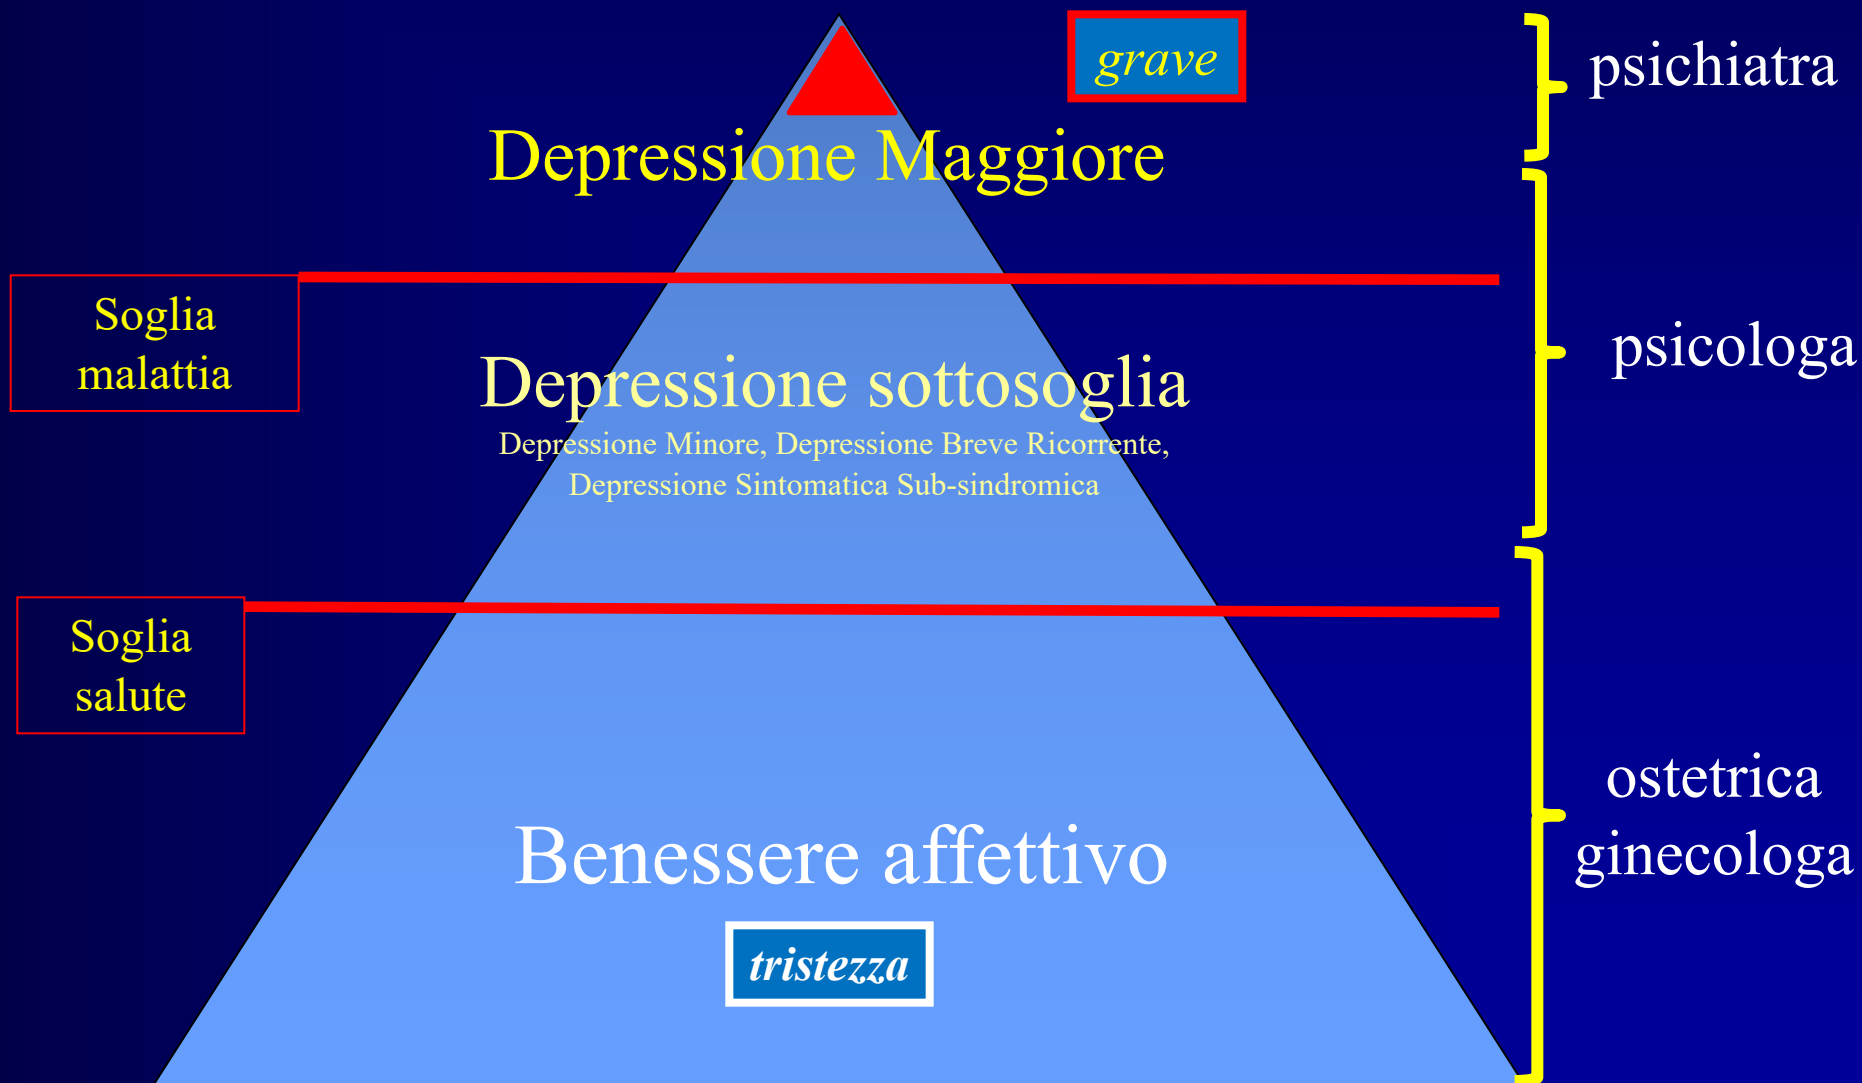 grave
psichiatra
Depressione Maggiore
Soglia
malattia
psicologa
Depressione sottosoglia
Depressione Minore, Depressione Breve Ricorrente,
Depressione Sintomatica Sub-sindromica
Soglia
salute
ostetrica
ginecologa
Benessere affettivo
tristezza